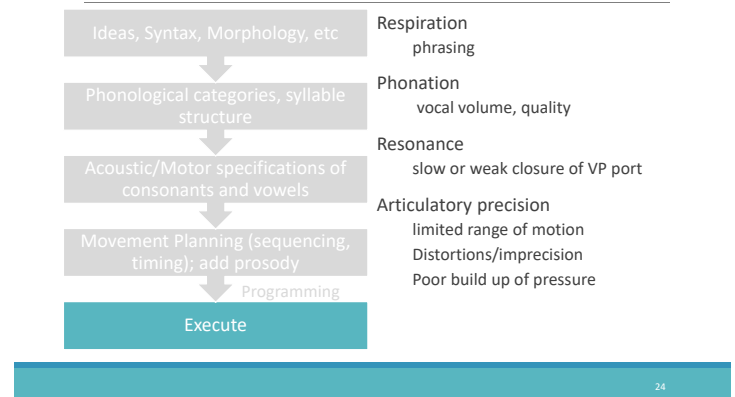 Ideas, Syntax, Morphology, etc
Phonological categories, syllable
structure
Acoustic/Motor specifications of
consonants and vowels
Movement Planning (sequencing,
timing); add prosody
Programming
Execute
Respiration
phrasing
Phonation
vocal volume, quality
Resonance
slow or weak closure of VP port
Articulatory precision
limited range of motion
Distortions/imprecision
Poor build up of pressure
24